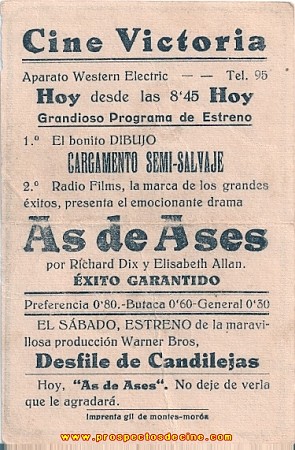 Cine Victoria
Aparato Western Electric — — Tel. 95
Hoy desde las 8'45 Hoy
Grandioso Programa de Estreno
1.º El bonito DIBUJO
CARGAMENTO SEMI-SALVAJE
2.º Radio Films, la marca de los grandes
éxitos, presenta el emocionante drama
As de Ases
por Ríchard Dix y Elisabeth Allan.
ÉXITO GARANTIDO
Preferencia 0'80.-Butaca 0'60-General 0'30
EL SÁBADO, ESTRENO de la maravi-
llosa producción Warner Bros,
Desfile de Candilejas
Hoy, "As de Ases". No deje de verla
que le agradará.
Imprenta gil de montes-morón
www.prospectosdecine.com